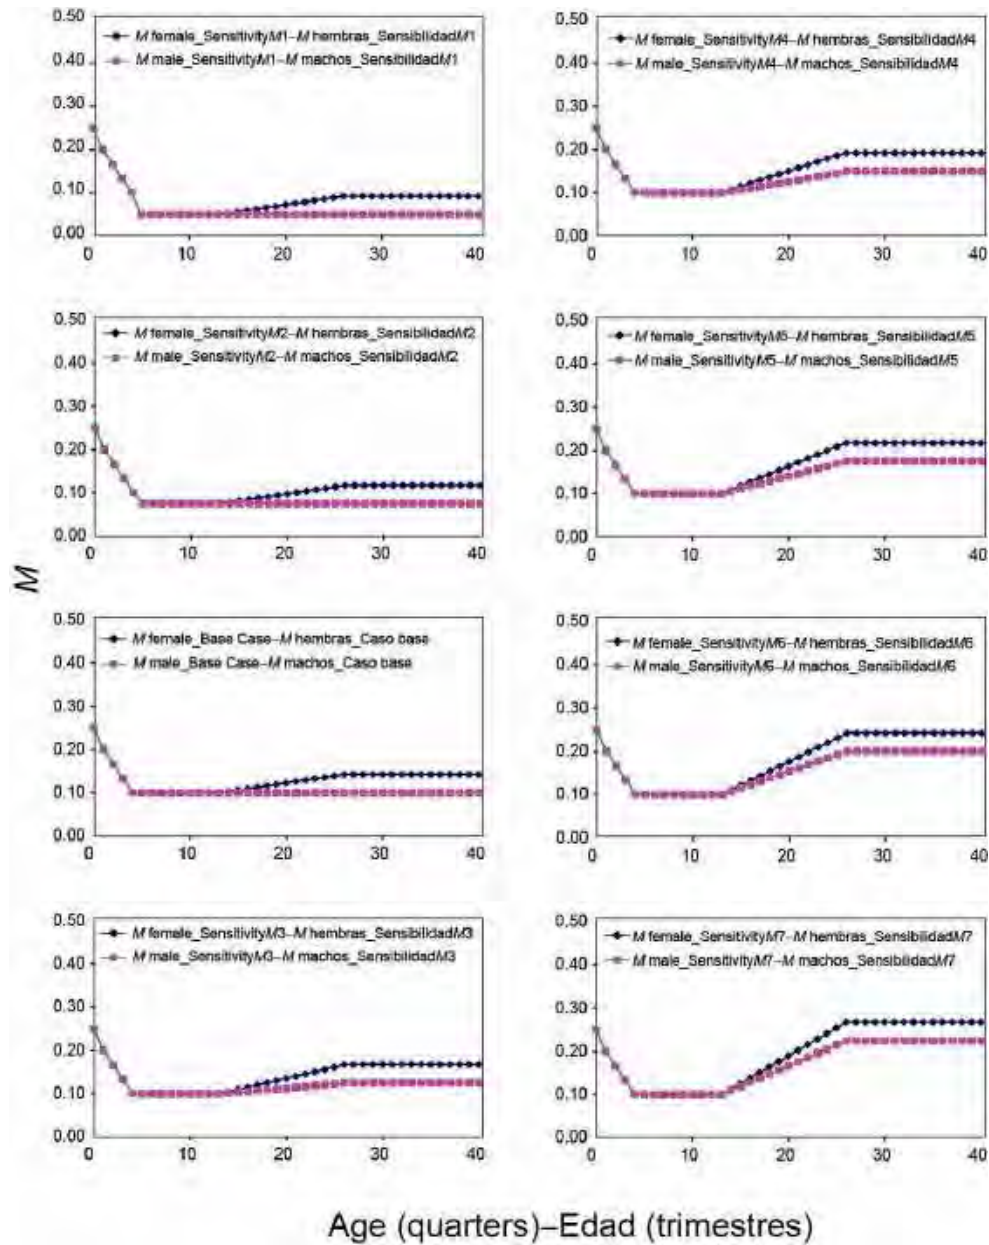 0.50
M female_SensitivityM1–M hembras_SensibilidadM1
M male_SensitivityM1–M machos_SensibilidadM1
0.40
0.30
0.20
0.10
0.00
0 10 20 30 40
0.50
M female_SensitivityM4–M hembras_SensibilidadM4
M male_SensitivityM4–M machos_SensibilidadM4
0.40
0.30
0.20
0.10
0.00
0 10 20 30 40
0.50
M female_SensitivityM2–M hembras_SensibilidadM2
M male_SensitivityM2–M machos_SensibilidadM2
0.40
0.30
0.20
0.10
0.00
0 10 20 30 40
0.50
M female_SensitivityM5–M hembras_SensibilidadM5
M male_SensitivityM5–M machos_SensibilidadM5
0.40
0.30
0.20
0.10
0.00
0 10 20 30 40
M
0.50
M female_Base Case–M hembras_Caso base
M male_Base Case–M machos_Caso base
0.40
0.30
0.20
0.10
0.00
0 10 20 30 40
0.50
M female_SensitivityM6–M hembras_SensibilidadM6
M male_SensitivityM6–M machos_SensibilidadM6
0.40
0.30
0.20
0.10
0.00
0 10 20 30 40
0.50
M female_SensitivityM3–M hembras_SensibilidadM3
M male_SensitivityM3–M machos_SensibilidadM3
0.40
0.30
0.20
0.10
0.00
0 10 20 30 40
0.50
M female_SensitivityM7–M hembras_SensibilidadM7
M male_SensitivityM7–M machos_SensibilidadM7
0.40
0.30
0.20
0.10
0.00
0 10 20 30 40
Age (quarters)–Edad (trimestres)